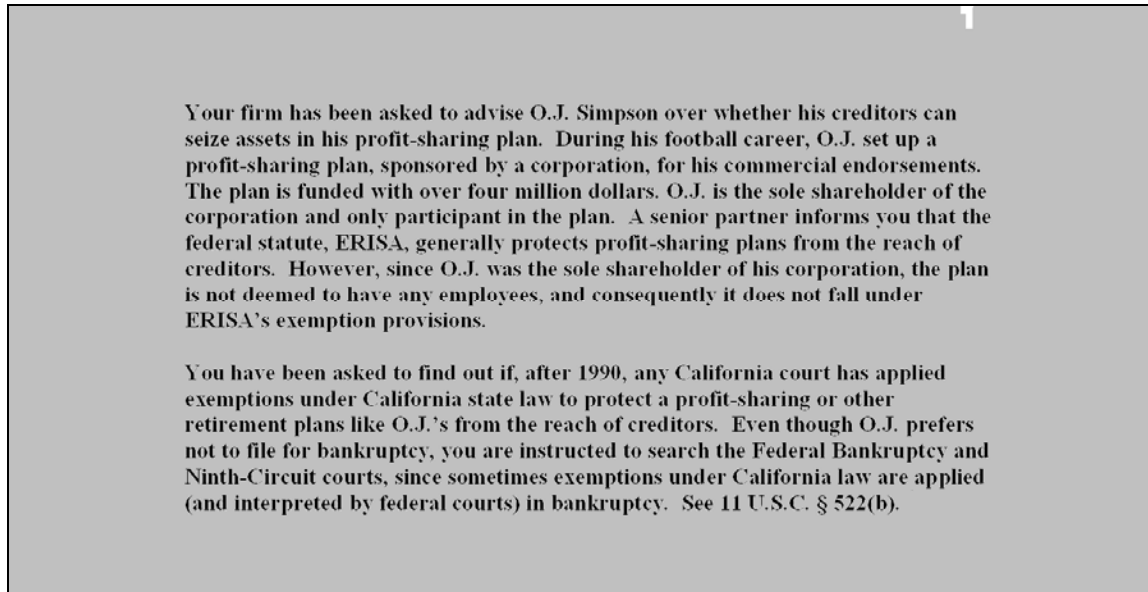 1
Your firm has been asked to advise O.J. Simpson over whether his creditors can
seize assets in his profit-sharing plan.  During his football career, O.J. set up a
profit-sharing plan, sponsored by a corporation, for his commercial endorsements.
The plan is funded with over four million dollars. O.J. is the sole shareholder of the
corporation and only participant in the plan.  A senior partner informs you that the
federal statute, ERISA, generally protects profit-sharing plans from the reach of
creditors.  However, since O.J. was the sole shareholder of his corporation, the plan
is not deemed to have any employees, and consequently it does not fall under
ERISA's exemption provisions.
You have been asked to find out if, after 1990, any California court has applied
exemptions under California state law to protect a profit-sharing or other
retirement plans like O.J.'s from the reach of creditors.  Even though O.J. prefers
not to file for bankruptcy, you are instructed to search the Federal Bankruptcy and
Ninth-Circuit courts, since sometimes exemptions under California law are applied
(and interpreted by federal courts) in bankruptcy.  See 11 U.S.C. § 522(b).